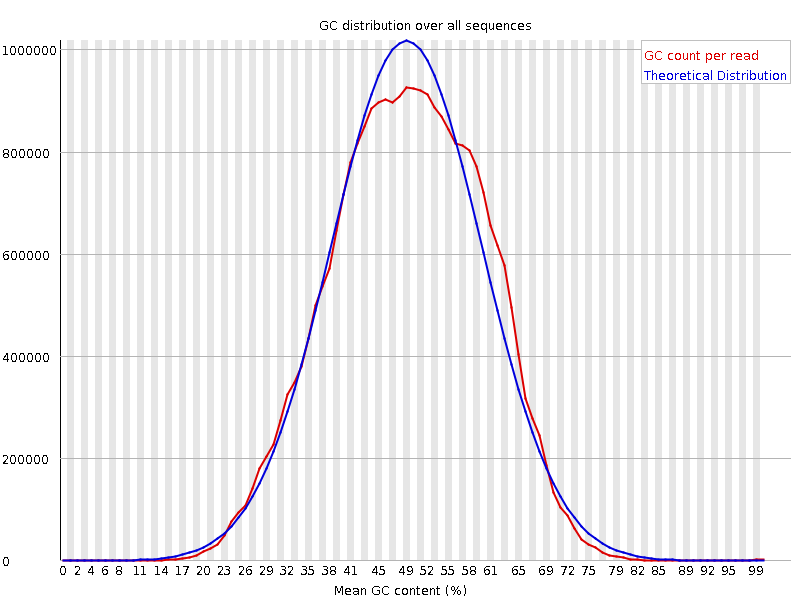 GC distribution over all sequences
GC count per read
Theoretical Distribution
1000000
800000
600000
400000
200000
0
0 2 4 6 8 11 14 17 20 23 26 29 32 35 38 41 45 49 52 55 58 61 65 69 72 75 79 82 85 89 92 95 99
Mean GC content (%)